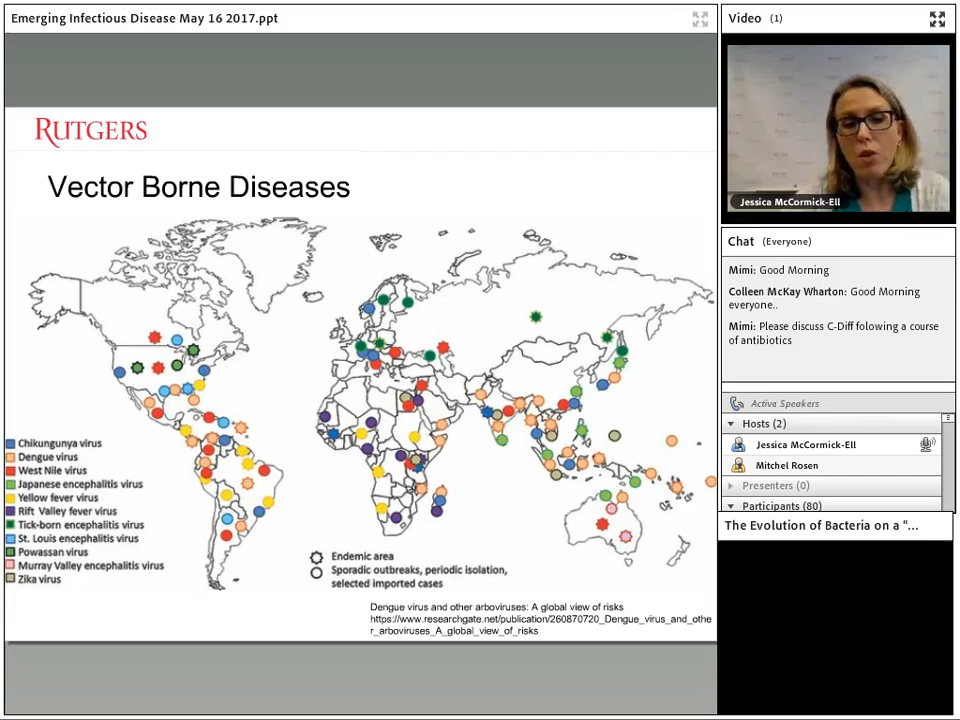 Emerging Infectious Disease May 16 2017.ppt
RUTGERS
Vector Borne Diseases
Chikungunya virus
Dengue virus
West Nile virus
Japanese encephalitis virus
Yellow fever virus
Rift Valley fever virus
Tick-born encephalitis virus
St. Louis encephalitis virus
Powassan virus
Murray Valley encephalitis virus
Zika virus
Endemic area
Sporadic outbreaks, periodic isolation,
selected imported cases
Dengue virus and other arboviruses: A global view of risks
https://www.researchgate.net/publication/260870720_Dengue_virus_and_othe
r_arboviruses_A_global_view_of_risks
Video (1)
Jessica McCormick-Ell
Chat (Everyone)
Mimi: Good Morning
Colleen McKay Wharton: Good Morning
everyone..
Mimi: Please discuss C-Diff folowing a course
of antibiotics
Active Speakers
Hosts (2)
Jessica McCormick-Ell
Mitchel Rosen
Presenters (0)
Participants (80)
The Evolution of Bacteria on a “...